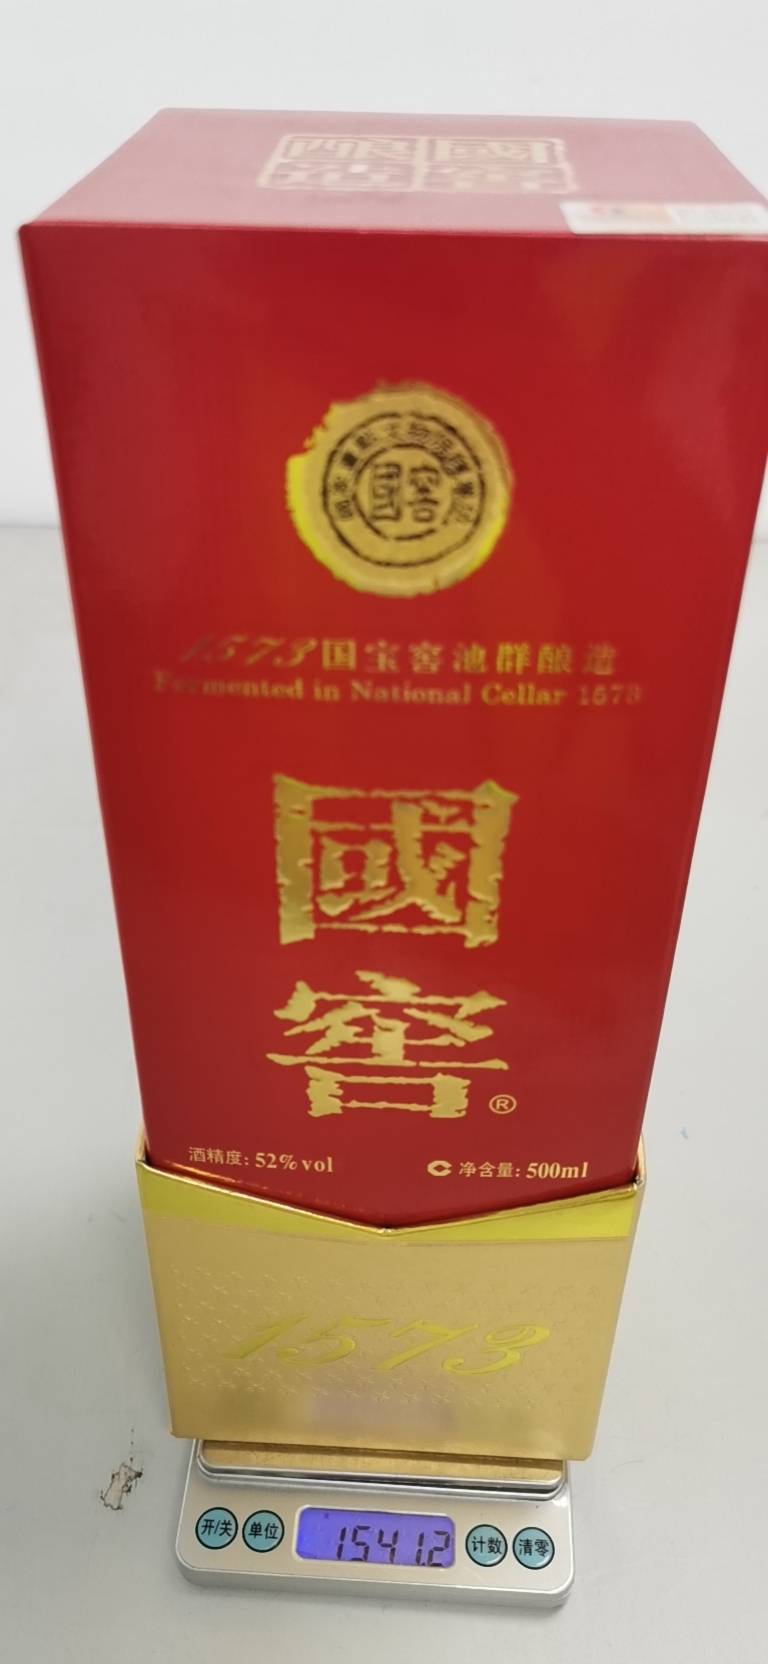 國窖
1573国宝窖池群酿造
Fermented in National Cellar 1573
國
窖®
酒精度: 52%vol
净含量: 500ml
1573
开/关
单位
1541.2
计数
清零